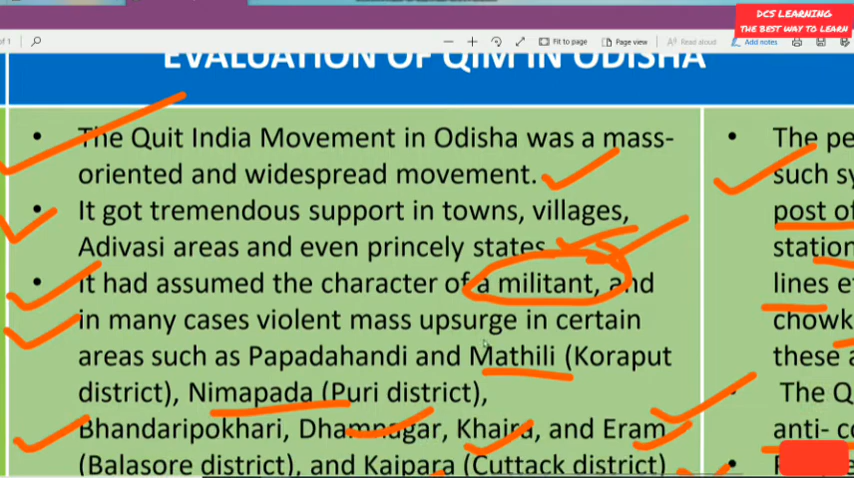 DCS LEARNING
THE BEST WAY TO LEARN
of 1
Fit to page
Page view
Read aloud
Add notes
EVALUATION OF QIM IN ODISHA
• The Quit India Movement in Odisha was a mass-
oriented and widespread movement.
• It got tremendous support in towns, villages,
Adivasi areas and even princely states
• It had assumed the character of a militant, and
in many cases violent mass upsurge in certain
areas such as Papadahandi and Mathili (Koraput
district), Nimapada (Puri district),
Bhandaripokhari, Dhamnagar, Khaira, and Eram
(Balasore district), and Kaipara (Cuttack district)
• The pe
such sy
post of
station
lines e
chowk
these a
• The Q
anti- co